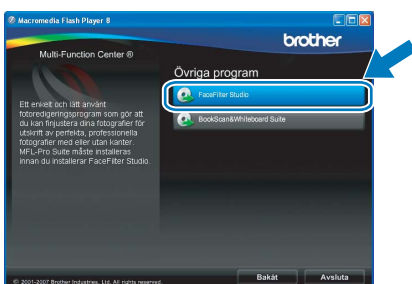 Macromedia Flash Player 8
brother
Multi-Function Center ®
Övriga program
FaceFilter Studio
BookScan&Whiteboard Suite
Ett enkelt och lätt använt
fotoredigeringsprogram som gör att
du kan finjustera dina fotografier för
utskrift av perfekta, professionella
fotografier med eller utan kanter.
MFL-Pro Suite måste installeras
innan du installerar FaceFilter Studio.
Bakåt
Avsluta
© 2001-2007 Brother Industries, Ltd. All rights reserved.